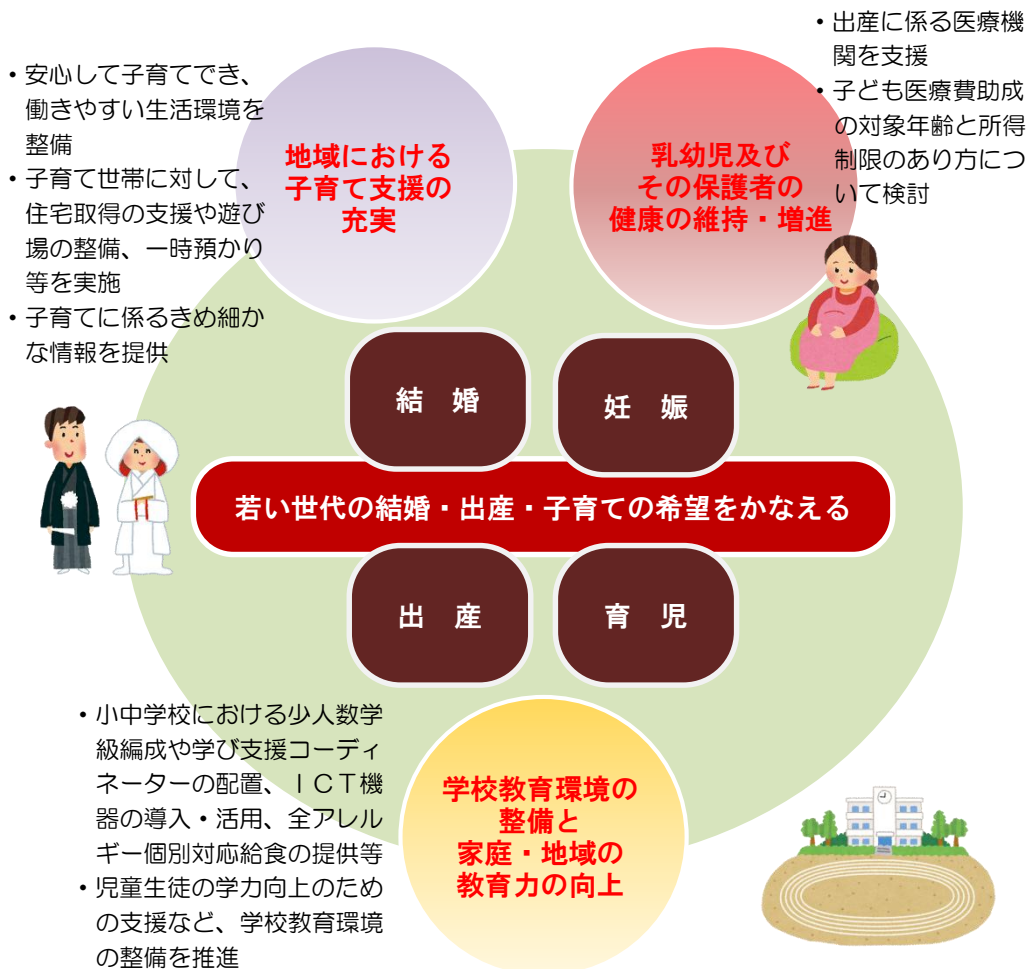 ・出産に係る医療機
関を支援
・子ども医療費助成
の対象年齢と所得
制限のあり方につ
いて検討
・安心して子育てでき、
働きやすい生活環境を
整備
・子育て世帯に対して、
住宅取得の支援や遊び
場の整備、一時預かり
等を実施
・子育てに係るきめ細か
な情報を提供
地域における
子育て支援の
充実
乳幼児及び
その保護者の
健康の維持・増進
結　婚
妊　娠
若い世代の結婚・出産・子育ての希望をかなえる
出　産
育　児
・小中学校における少人数学
級編成や学び支援コーディ
ネーターの配置、ＩＣＴ機
器の導入・活用、全アレル
ギー個別対応給食の提供等
・児童生徒の学力向上のため
の支援など、学校教育環境
の整備を推進
学校教育環境の
整備と
家庭・地域の
教育力の向上